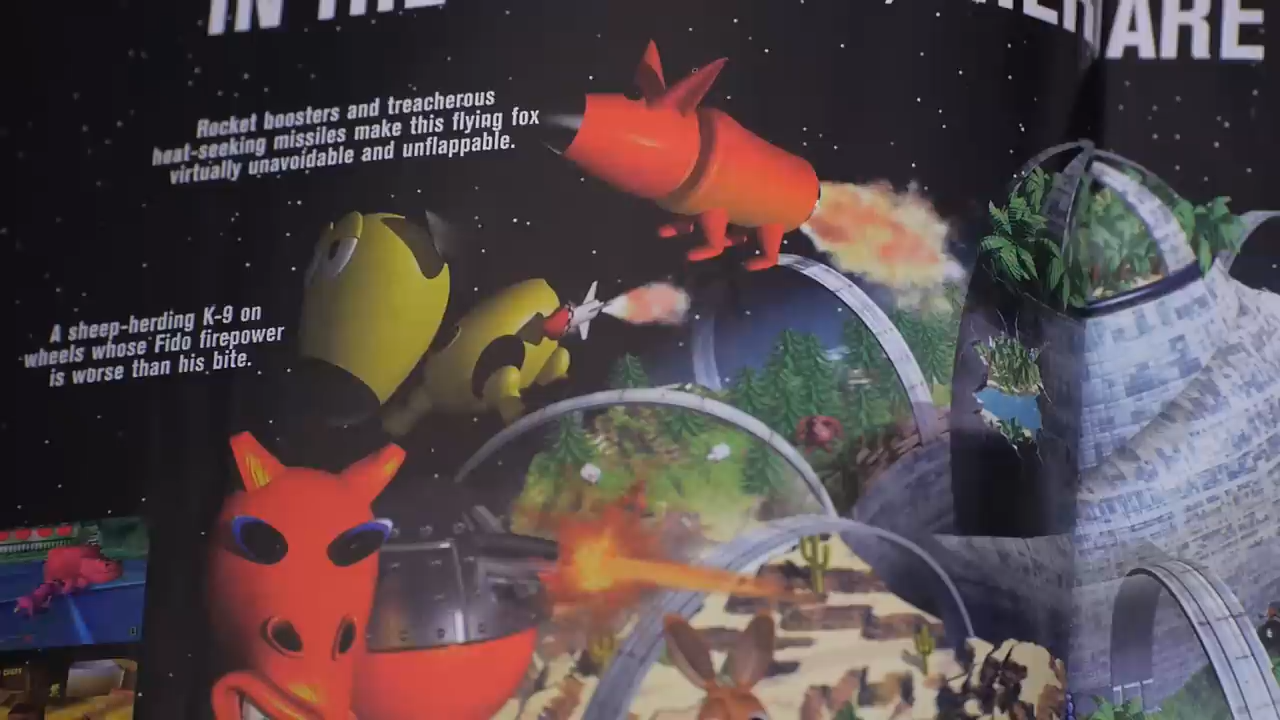 IN THE
ARE
Rocket boosters and treacherous
heat-seeking missiles make this flying fox
virtually unavoidable and unflappable.
A sheep-herding K-9 on
wheels whose Fido firepower
is worse than his bite.